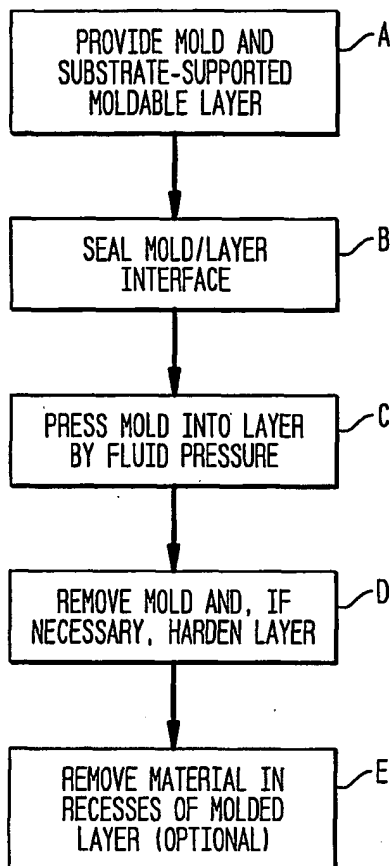 PROVIDE MOLD AND
SUBSTRATE-SUPPORTED
MOLDABLE LAYER
A
SEAL MOLD/LAYER
INTERFACE
B
PRESS MOLD INTO LAYER
BY FLUID PRESSURE
C
REMOVE MOLD AND, IF
NECESSARY, HARDEN LAYER
D
REMOVE MATERIAL IN
RECESSES OF MOLDED
LAYER (OPTIONAL)
E